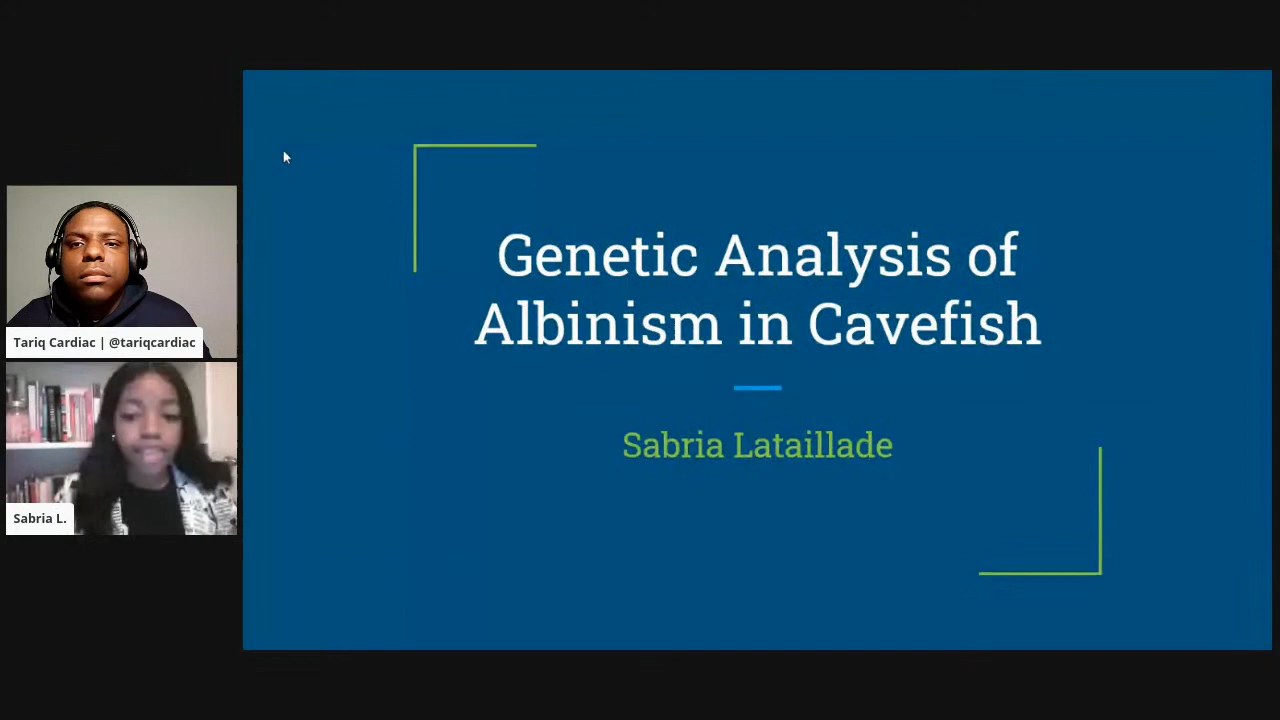 Genetic Analysis of
Albinism in Cavefish
Sabria Lataillade
Tariq Cardiac | @tariqcardiac
Sabria L.